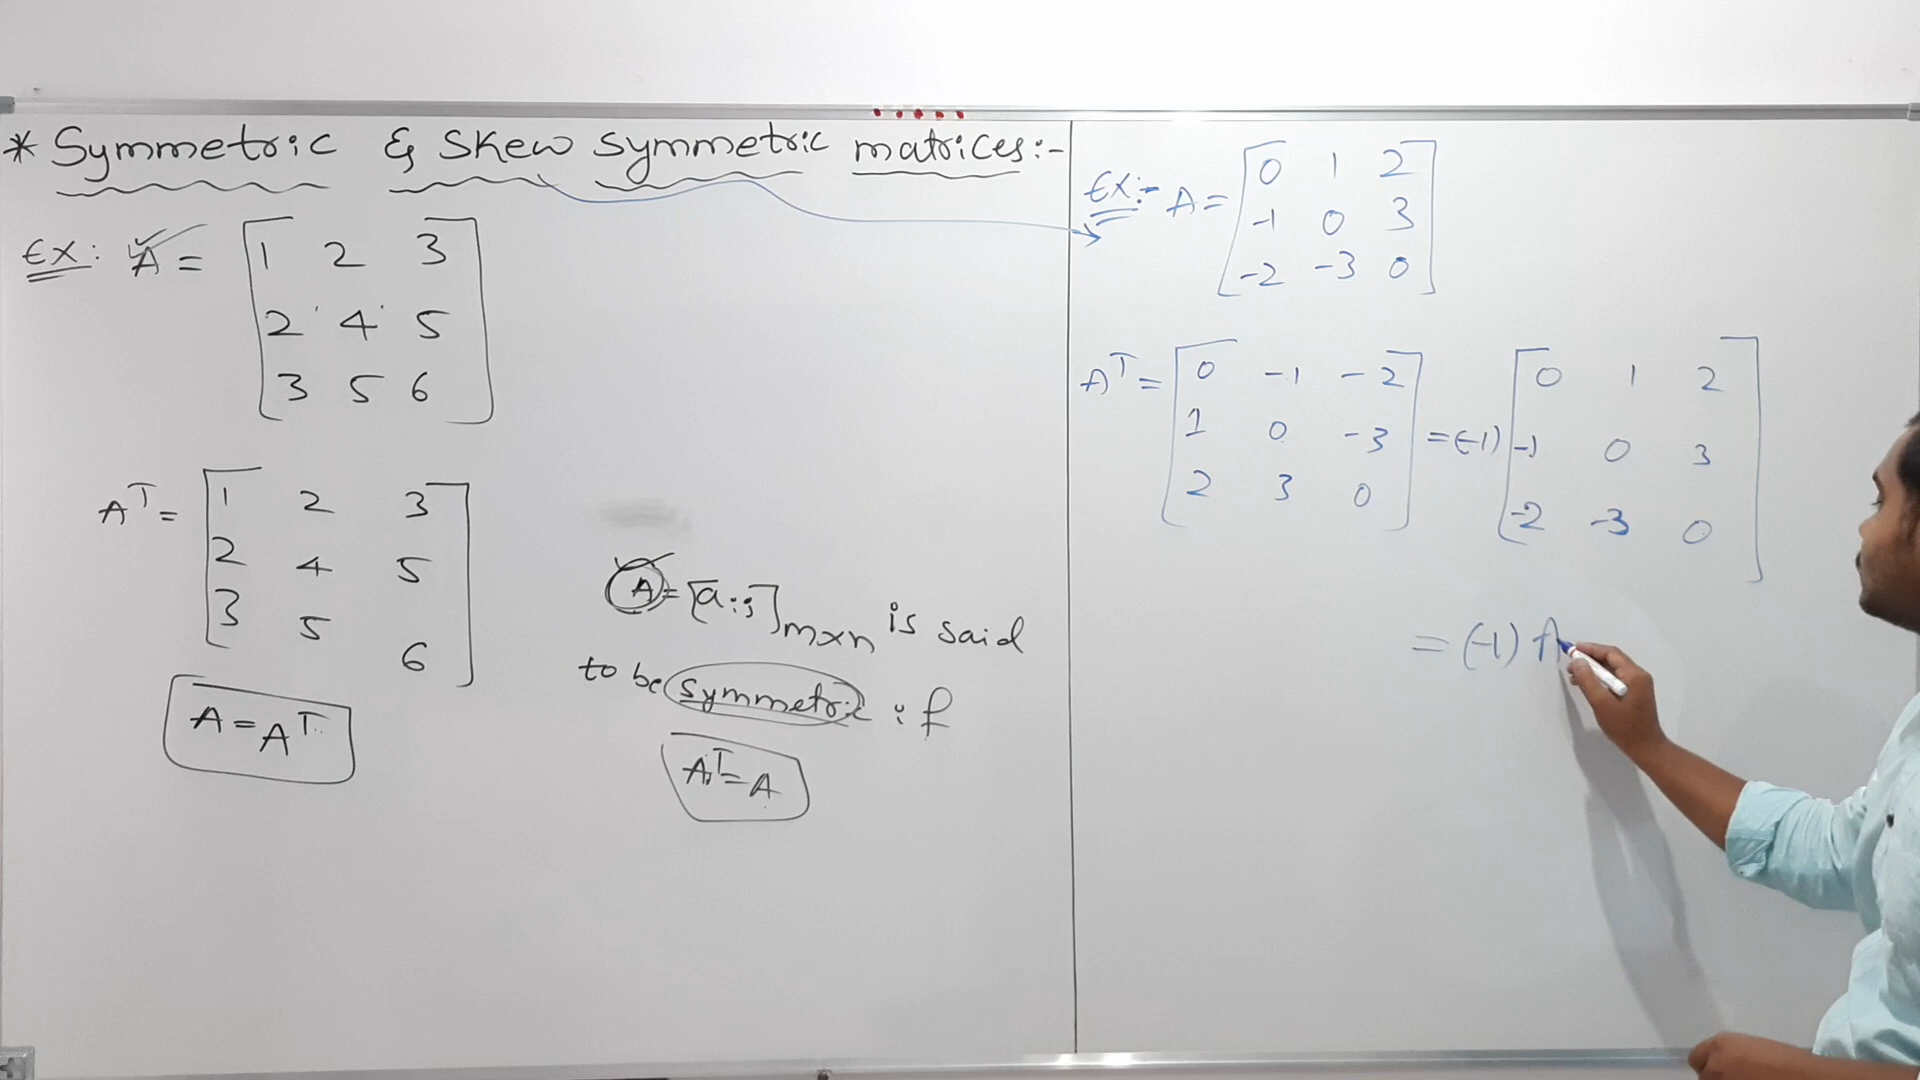 * Symmetric & Skew symmetric matrices:-
Ex: A = [1 2 3
2 4 5
3 5 6]
A^T = [1 2 3
2 4 5
3 5 6]
A = A^T
A = [aij]m×n is said
to be symmetric if
A^T = A
Ex:- A = [0 1 2
-1 0 3
-2 -3 0]
A^T = [0 -1 -2 [0 1 2
1 0 -3 = (-1) -1 0 3
2 3 0] -2 -3 0]
= (-1) A